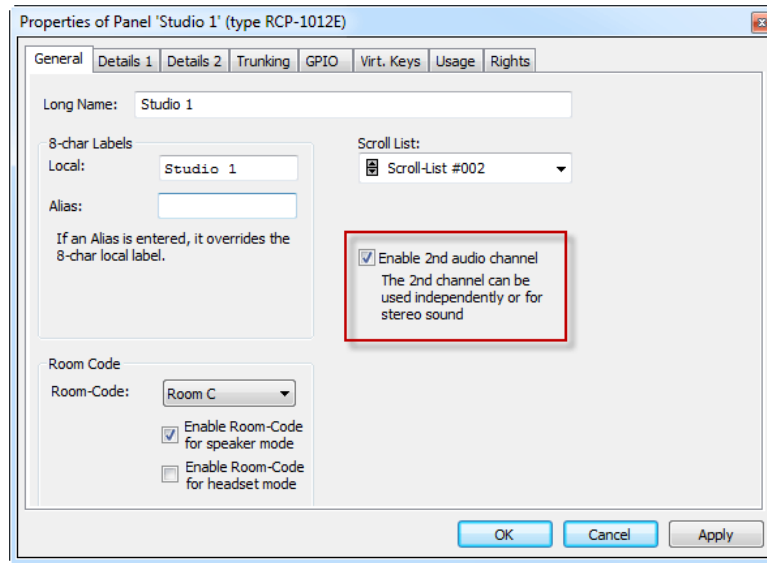 Properties of Panel 'Studio 1' (type RCP-1012E)
General Details 1 Details 2 Trunking GPIO Virt. Keys Usage Rights
Long Name: Studio 1
8-char Labels
Local: Studio 1
Alias:
If an Alias is entered, it overrides the
8-char local label.
Scroll List:
Scroll-List #002
Enable 2nd audio channel
The 2nd channel can be
used independently or for
stereo sound
Room Code
Room-Code: Room C
Enable Room-Code
for speaker mode
Enable Room-Code
for headset mode
OK Cancel Apply